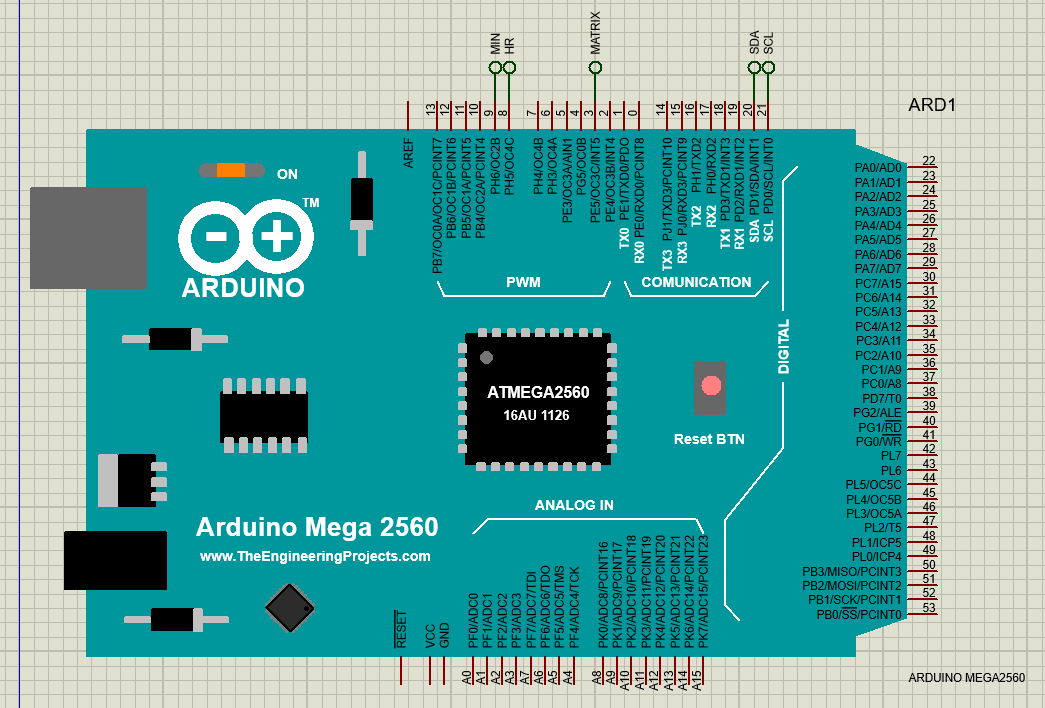 MIN
HR
MATRIX
SDA
SCL
ARD1
13
12
11
10
9
8
7
6
5
4
3
2
1
0
14
15
16
17
18
19
20
21
AREF
PB7/OC0A/OC1C/PCINT7
PB6/OC1B/PCINT6
PB5/OC1A/PCINT5
PB4/OC2A/PCINT4
PH6/OC2B
PH5/OC4C
PH4/OC4B
PH3/OC4A
PE3/OC3A/AIN1
PG5/OC0B
PE5/OC3C/INT5
PE4/OC3B/INT4
TX0 PE1/TXD0/PDO
RX0 PE0/RXD0/PCINT8
TX3 PJ1/TXD3/PCINT10
RX3 PJ0/RXD3/PCINT9
TX2 PH1/TXD2
RX2 PH0/RXD2
TX1 PD3/TXD1/INT3
RX1 PD2/RXD1/INT2
SDA PD1/SDA/INT1
SCL PD0/SCL/INT0
ON
TM
ARDUINO
PWM
COMUNICATION
DIGITAL
PA0/AD0 22
PA1/AD1 23
PA2/AD2 24
PA3/AD3 25
PA4/AD4 26
PA5/AD5 27
PA6/AD6 28
PA7/AD7 29
PC7/A15 30
PC6/A14 31
PC5/A13 32
PC4/A12 33
PC3/A11 34
PC2/A10 35
PC1/A9 36
PC0/A8 37
PD7/T0 38
PG2/ALE 39
PG1/RD 40
PG0/WR 41
PL7 42
PL6 43
PL5/OC5C 44
PL4/OC5B 45
PL3/OC5A 46
PL2/T5 47
PL1/ICP5 48
PL0/ICP4 49
PB3/MISO/PCINT3 50
PB2/MOSI/PCINT2 51
PB1/SCK/PCINT1 52
PB0/SS/PCINT0 53
ATMEGA2560
16AU 1126
Reset BTN
ANALOG IN
Arduino Mega 2560
www.TheEngineeringProjects.com
RESET
VCC
GND
PF0/ADC0
PF1/ADC1
PF2/ADC2
PF3/ADC3
PF7/ADC7/TDI
PF6/ADC6/TDO
PF5/ADC5/TMS
PF4/ADC4/TCK
PK0/ADC8/PCINT16
PK1/ADC9/PCINT17
PK2/ADC10/PCINT18
PK3/ADC11/PCINT19
PK4/ADC12/PCINT20
PK5/ADC13/PCINT21
PK6/ADC14/PCINT22
PK7/ADC15/PCINT23
A0
A1
A2
A3
A7
A6
A5
A4
A8
A9
A10
A11
A12
A13
A14
A15
ARDUINO MEGA2560